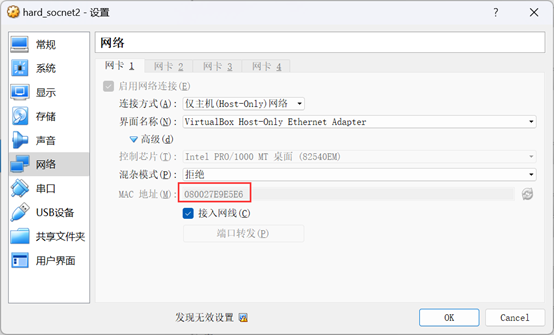 hard_socnet2 - 设置
?
常规
系统
显示
存储
声音
网络
串口
USB设备
共享文件夹
用户界面
网络
网卡 1 网卡 2 网卡 3 网卡 4
启用网络连接(E)
连接方式(A): 仅主机(Host-Only)网络
界面名称(N): VirtualBox Host-Only Ethernet Adapter
高级(d)
控制芯片(T): Intel PRO/1000 MT 桌面 (82540EM)
混杂模式(P): 拒绝
MAC 地址(M): 080027E9E5E6
接入网线(C)
端口转发(P)
发现无效设置
OK Cancel